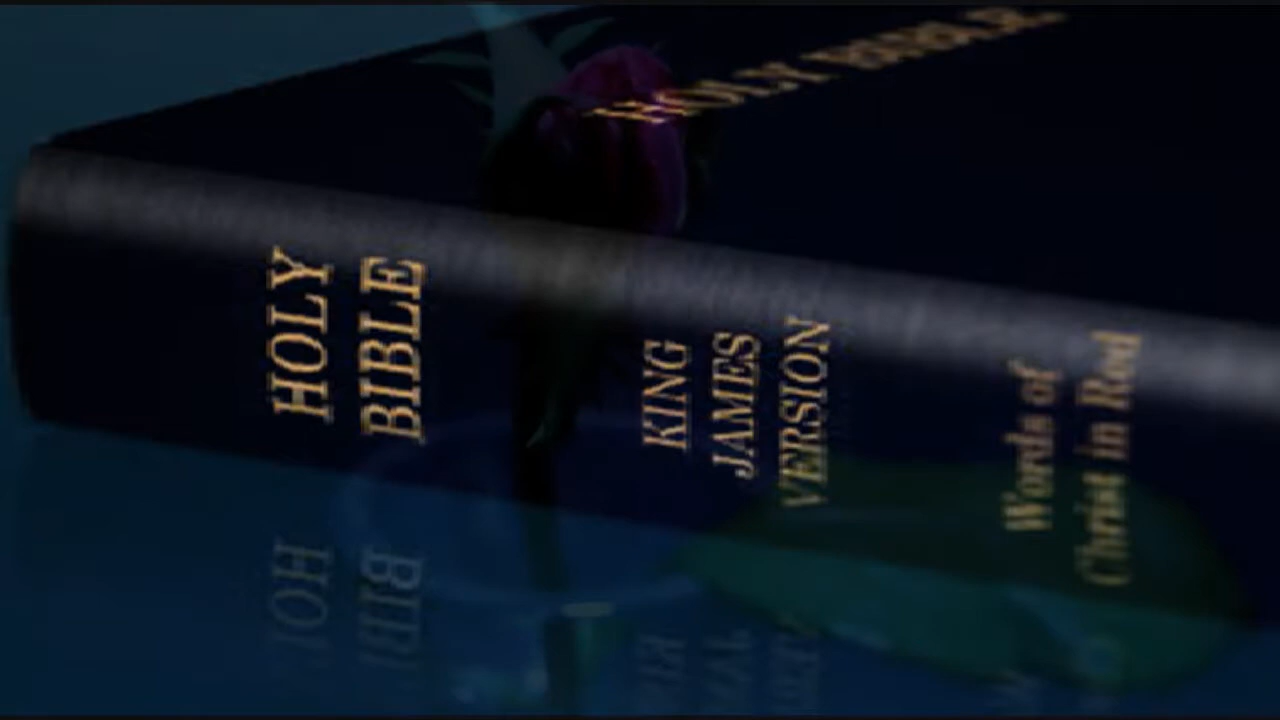 HOLY BIBLE
HOLY
BIBLE
KING
JAMES
VERSION
Words of
Christ in Red